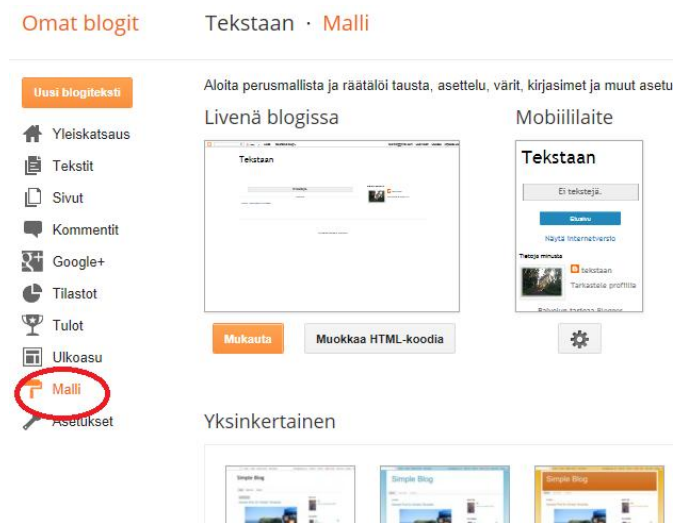 Omat blogit
Tekstaan · Malli
Uusi blogiteksti
Yleiskatsaus
Tekstit
Sivut
Kommentit
Google+
Tilastot
Tulot
Ulkoasu
Malli
Asetukset
Aloita perusmallista ja räätälöi tausta, asettelu, värit, kirjasimet ja muut asetu
Livenä blogissa
Tekstaan
Mukauta
Muokkaa HTML-koodia
Mobiililaite
Tekstaan
Ei tekstejä.
Etusivu
Näytä internetversio
Tietoja minusta
tekstaan
Tarkastele profiilia
Yksinkertainen
Simple Blog
Simple Blog
Simple Blog